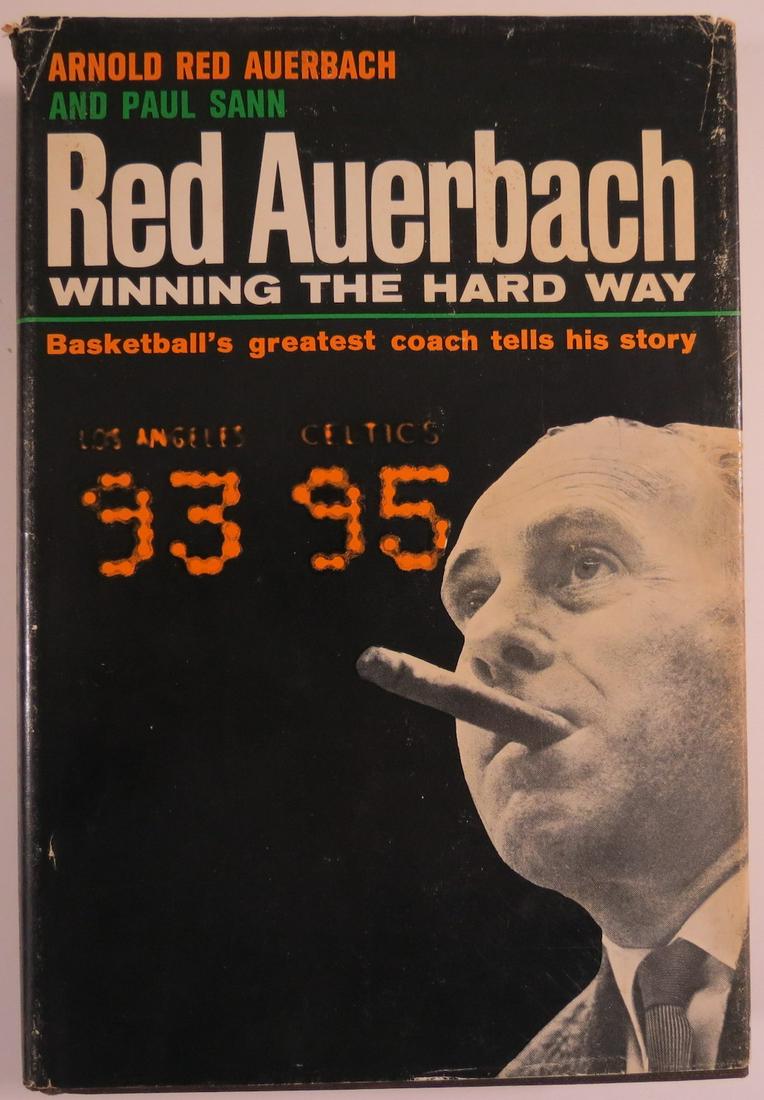 ARNOLD RED AUERBACH
AND PAUL SANN
Red Auerbach
WINNING THE HARD WAY
Basketball's greatest coach tells his story
LOS ANGELES CELTICS
93 95